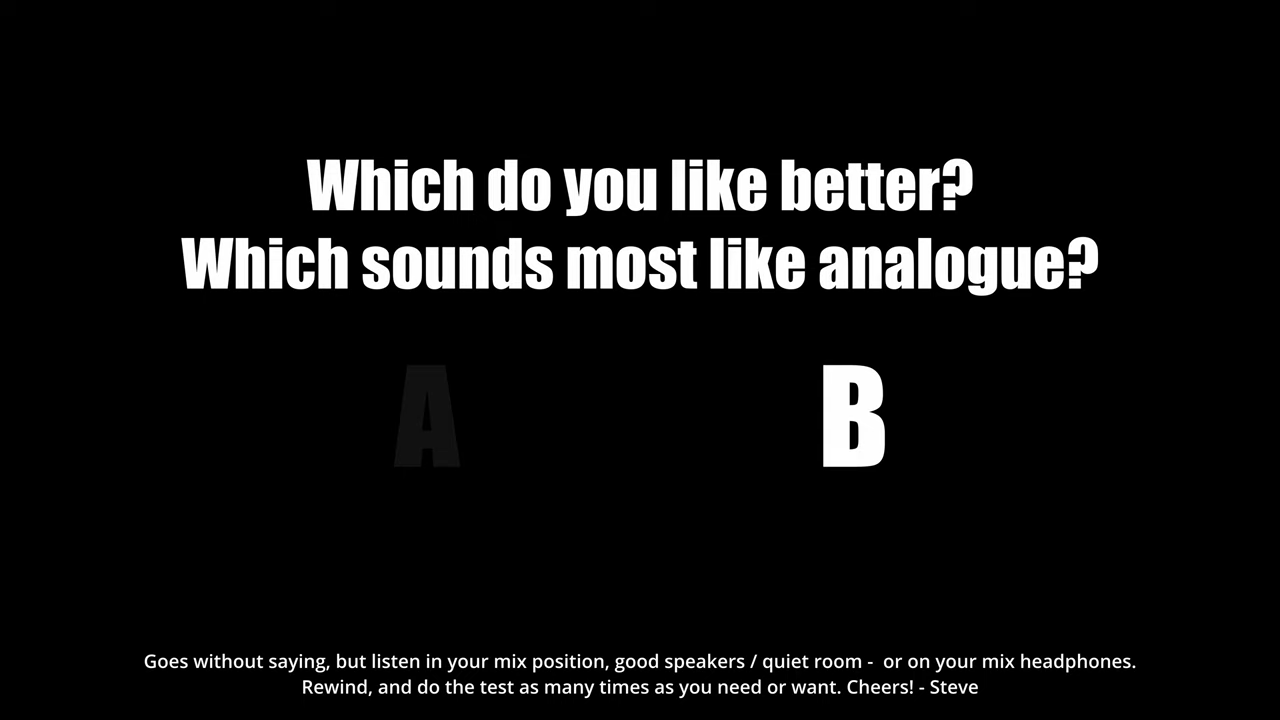 Which do you like better?
Which sounds most like analogue?
A B
Goes without saying, but listen in your mix position, good speakers / quiet room -  or on your mix headphones.
Rewind, and do the test as many times as you need or want. Cheers! - Steve